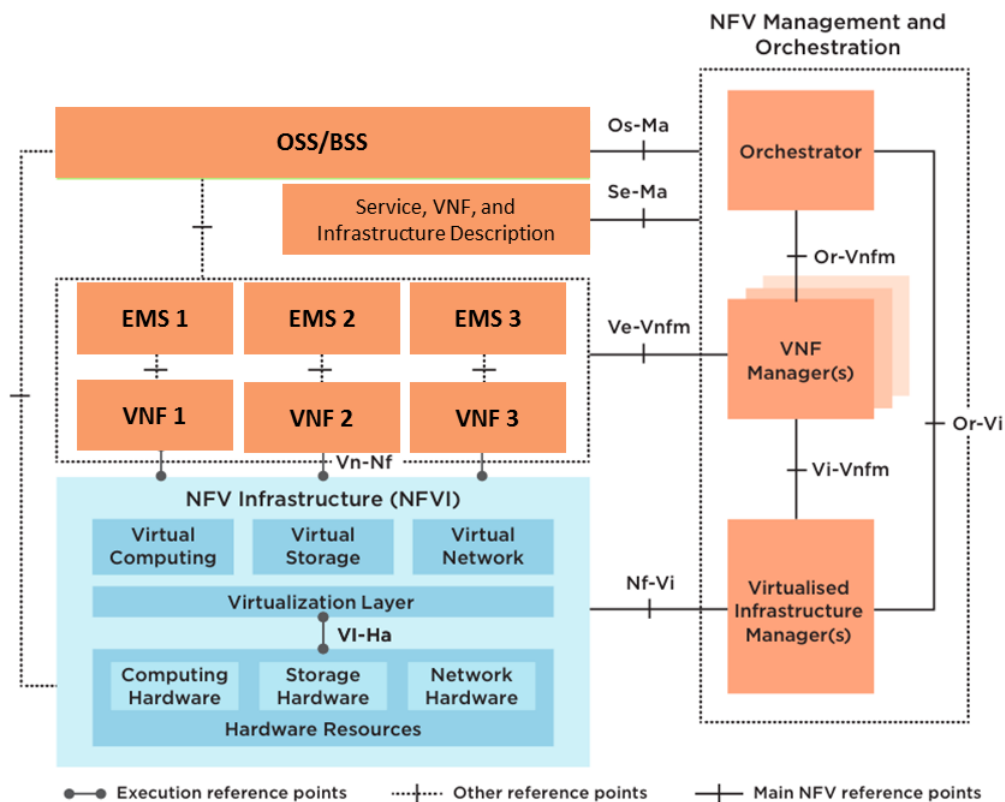 NFV Management and
Orchestration
OSS/BSS
Os-Ma
Orchestrator
Service, VNF, and
Infrastructure Description
Se-Ma
Or-Vnfm
EMS 1
EMS 2
EMS 3
Ve-Vnfm
VNF
Manager(s)
VNF 1
VNF 2
VNF 3
Or-Vi
Vn-Nf
Vi-Vnfm
NFV Infrastructure (NFVI)
Virtual
Computing
Virtual
Storage
Virtual
Network
Nf-Vi
Virtualised
Infrastructure
Manager(s)
Virtualization Layer
VI-Ha
Computing
Hardware
Storage
Hardware
Network
Hardware
Hardware Resources
Execution reference points
Other reference points
Main NFV reference points